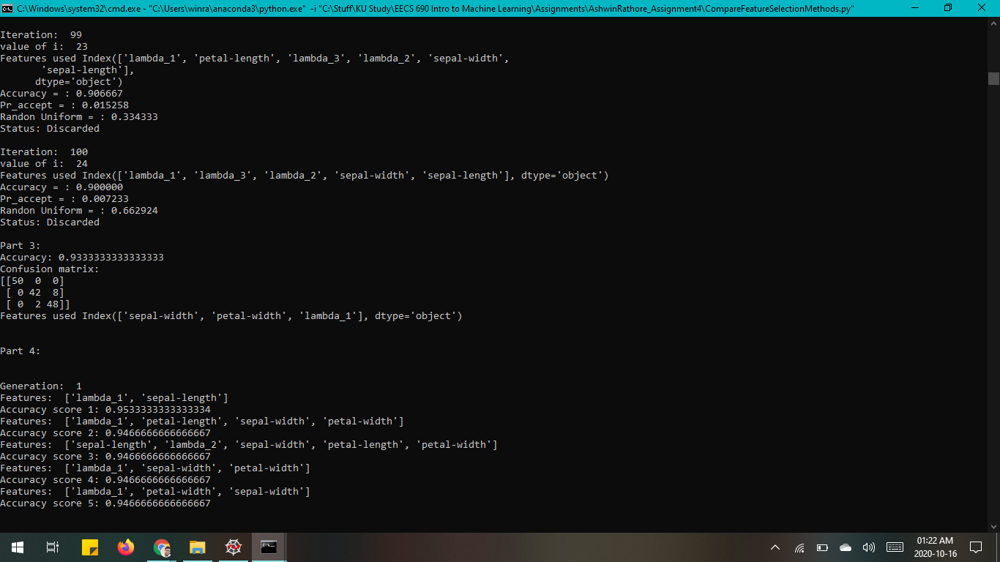 C:\Windows\system32\cmd.exe - "C:\Users\winra\anaconda3\python.exe"  -i "C:\Stuff\KU Study\EECS 690 Intro to Machine Learning\Assignments\AshwinRathore_Assignment4\CompareFeatureSelectionMethods.py"
Iteration:  99
value of i:  23
Features used Index(['lambda_1', 'petal-length', 'lambda_3', 'lambda_2', 'sepal-width',
       'sepal-length'],
      dtype='object')
Accuracy = : 0.906667
Pr_accept = : 0.015258
Randon Uniform = : 0.334333
Status: Discarded
Iteration:  100
value of i:  24
Features used Index(['lambda_1', 'lambda_3', 'lambda_2', 'sepal-width', 'sepal-length'], dtype='object')
Accuracy = : 0.900000
Pr_accept = : 0.007233
Randon Uniform = : 0.662924
Status: Discarded
Part 3:
Accuracy: 0.9333333333333333
Confusion matrix:
[[50  0  0]
 [ 0 42  8]
 [ 0  2 48]]
Features used Index(['sepal-width', 'petal-width', 'lambda_1'], dtype='object')
Part 4:
Generation:  1
Features:  ['lambda_1', 'sepal-length']
Accuracy score 1: 0.9533333333333334
Features:  ['lambda_1', 'petal-length', 'sepal-width', 'petal-width']
Accuracy score 2: 0.9466666666666667
Features:  ['sepal-length', 'lambda_2', 'sepal-width', 'petal-length', 'petal-width']
Accuracy score 3: 0.9466666666666667
Features:  ['lambda_1', 'sepal-width', 'petal-width']
Accuracy score 4: 0.9466666666666667
Features:  ['lambda_1', 'petal-width', 'sepal-width']
Accuracy score 5: 0.9466666666666667
01:22 AM
2020-10-16